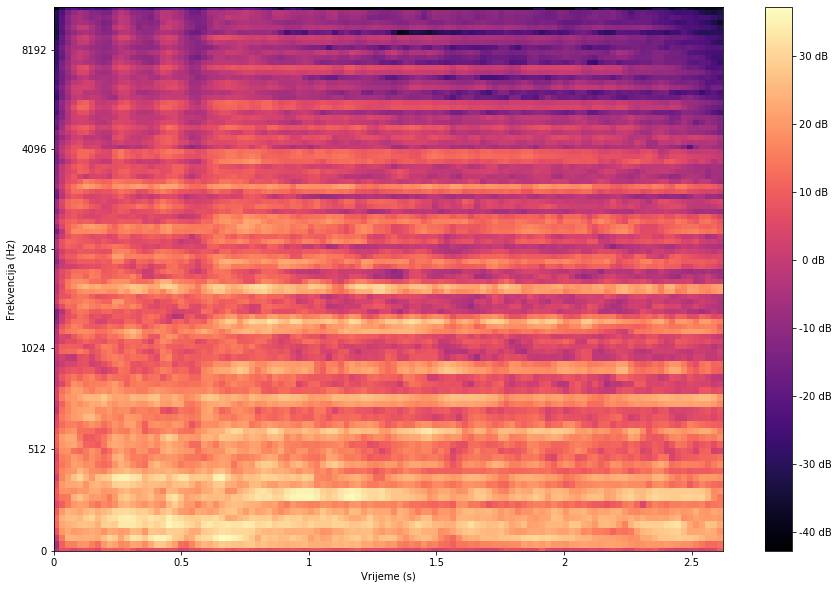 8192
4096
2048
1024
512
0
Frekvencija (Hz)
0
0.5
1
1.5
2
2.5
Vrijeme (s)
30 dB
20 dB
10 dB
0 dB
-10 dB
-20 dB
-30 dB
-40 dB